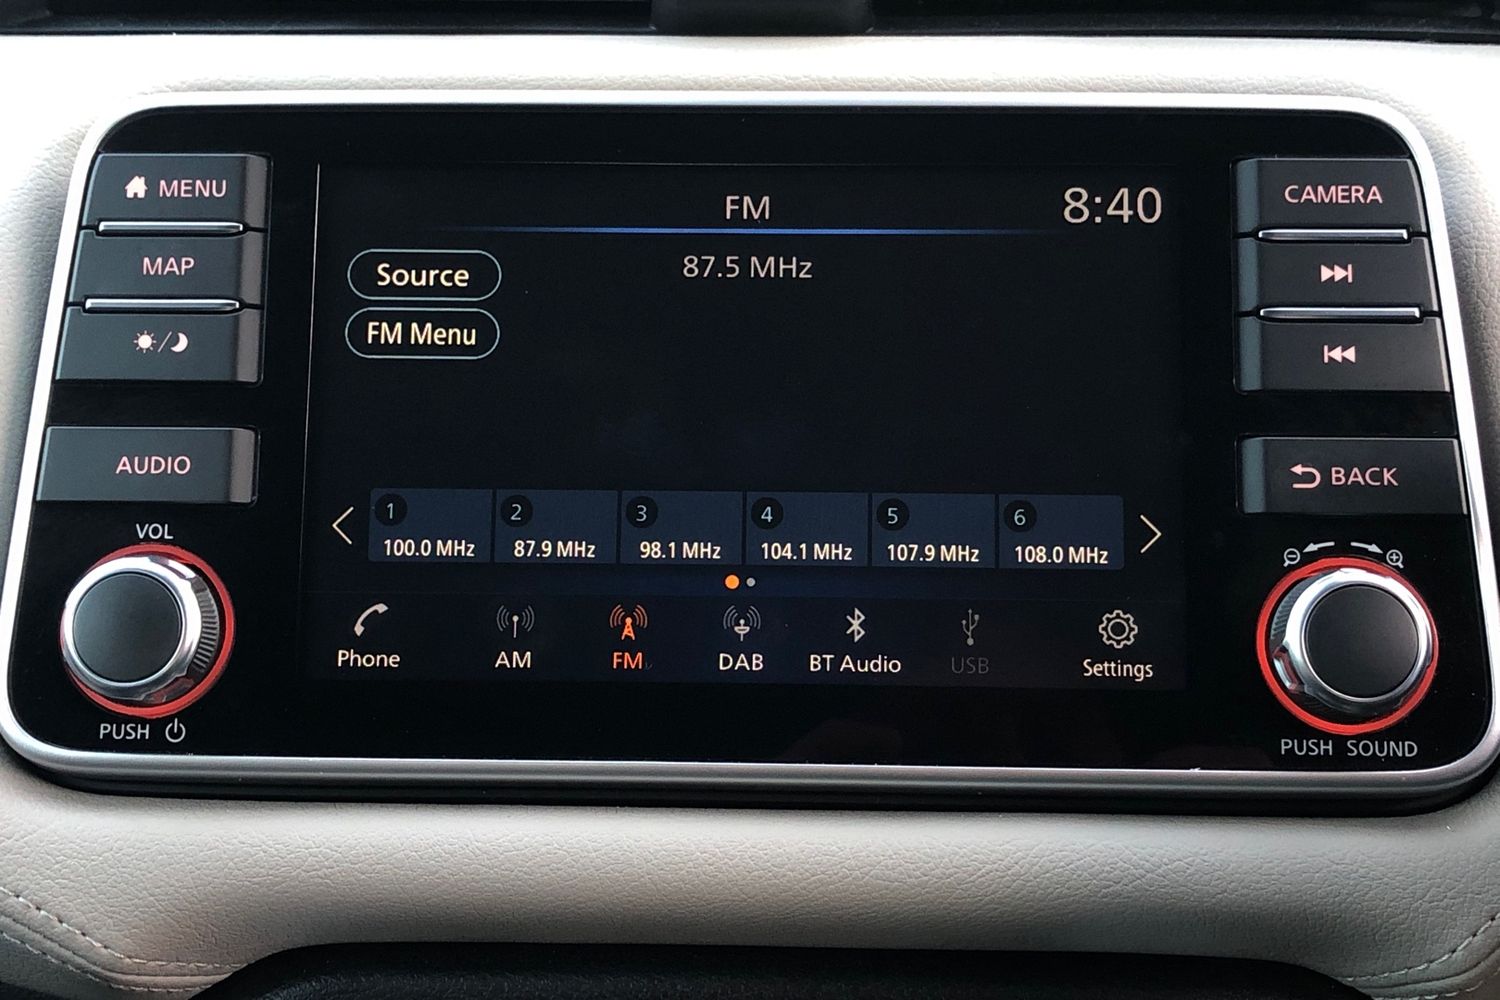 MENU
MAP
AUDIO
VOL
PUSH
FM
8:40
87.5 MHz
Source
FM Menu
1 2 3 4 5 6
100.0 MHz 87.9 MHz 98.1 MHz 104.1 MHz 107.9 MHz 108.0 MHz
Phone AM FM DAB BT Audio USB Settings
CAMERA
BACK
PUSH SOUND